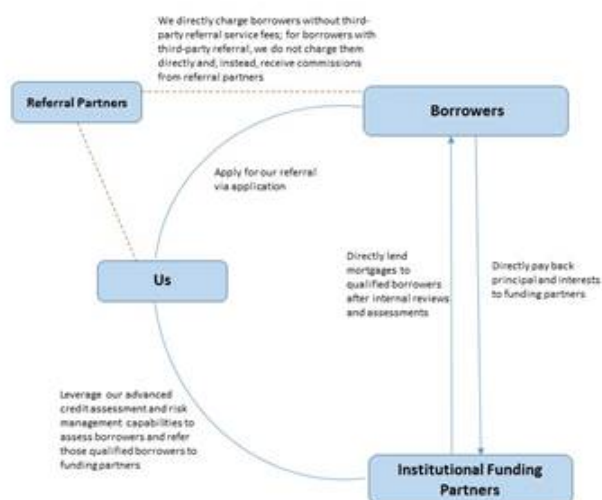 We directly charge borrowers without third-
party referral service fees; for borrowers with
third-party referral, we do not charge them
directly and, instead, receive commissions
from referral partners
Referral Partners
Borrowers
Apply for our referral
via application
Us
Directly lend
mortgages to
qualified borrowers
after internal reviews
and assessments
Directly pay back
principal and interests
to funding partners
Leverage our advanced
credit assessment and risk
management capabilities to
assess borrowers and refer
those qualified borrowers to
funding partners
Institutional Funding
Partners